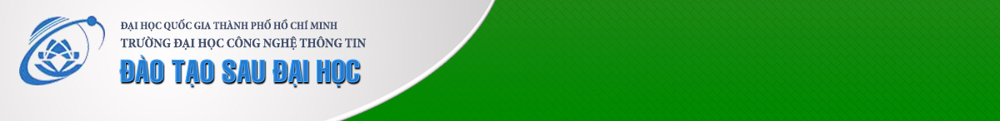 ĐẠI HỌC QUỐC GIA THÀNH PHỐ HỒ CHÍ MINH
TRƯỜNG ĐẠI HỌC CÔNG NGHỆ THÔNG TIN
ĐÀO TẠO SAU ĐẠI HỌC